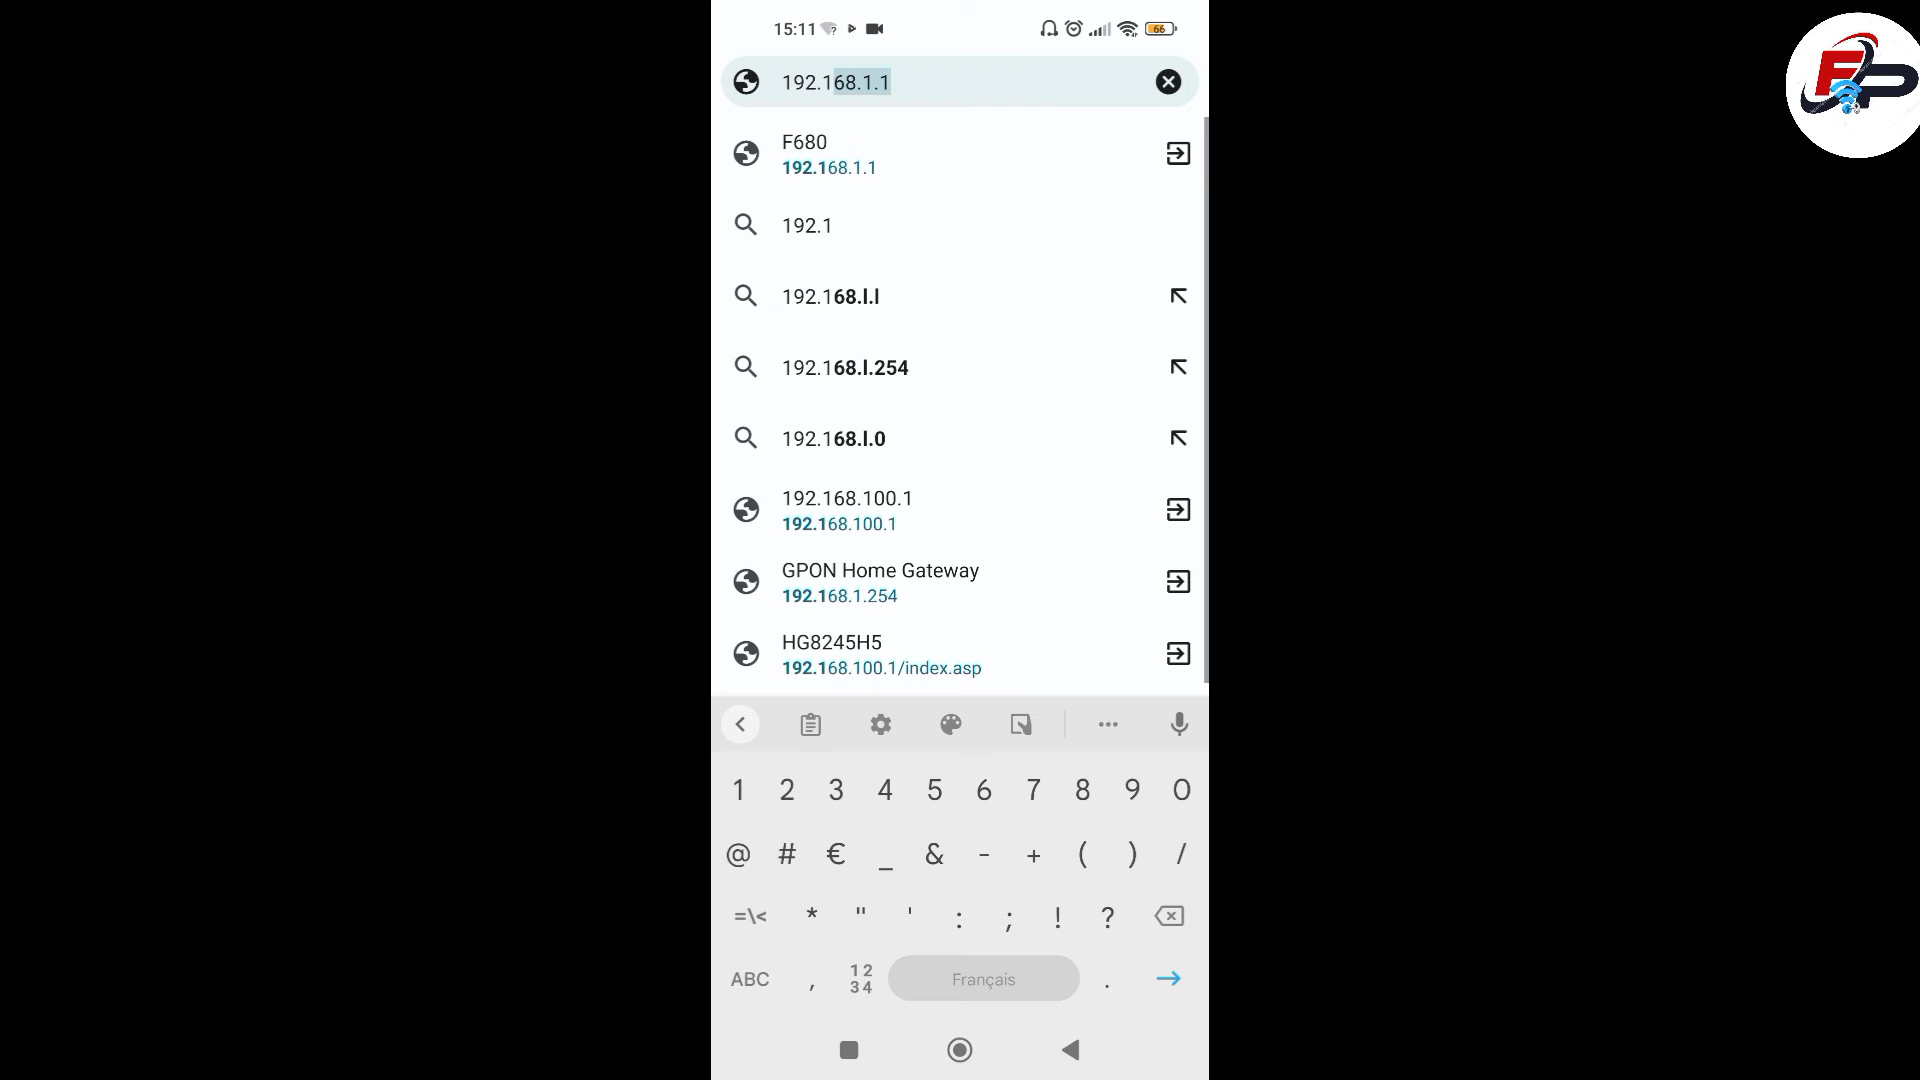 15:11
66
192.168.1.1
F680
192.168.1.1
192.1
192.168.l.l
192.168.l.254
192.168.l.0
192.168.100.1
192.168.100.1
GPON Home Gateway
192.168.1.254
HG8245H5
192.168.100.1/index.asp
1 2 3 4 5 6 7 8 9 0
@ # € _ & - + ( ) /
=\< * " ' : ; ! ?
ABC , 12 34 Français .
FP